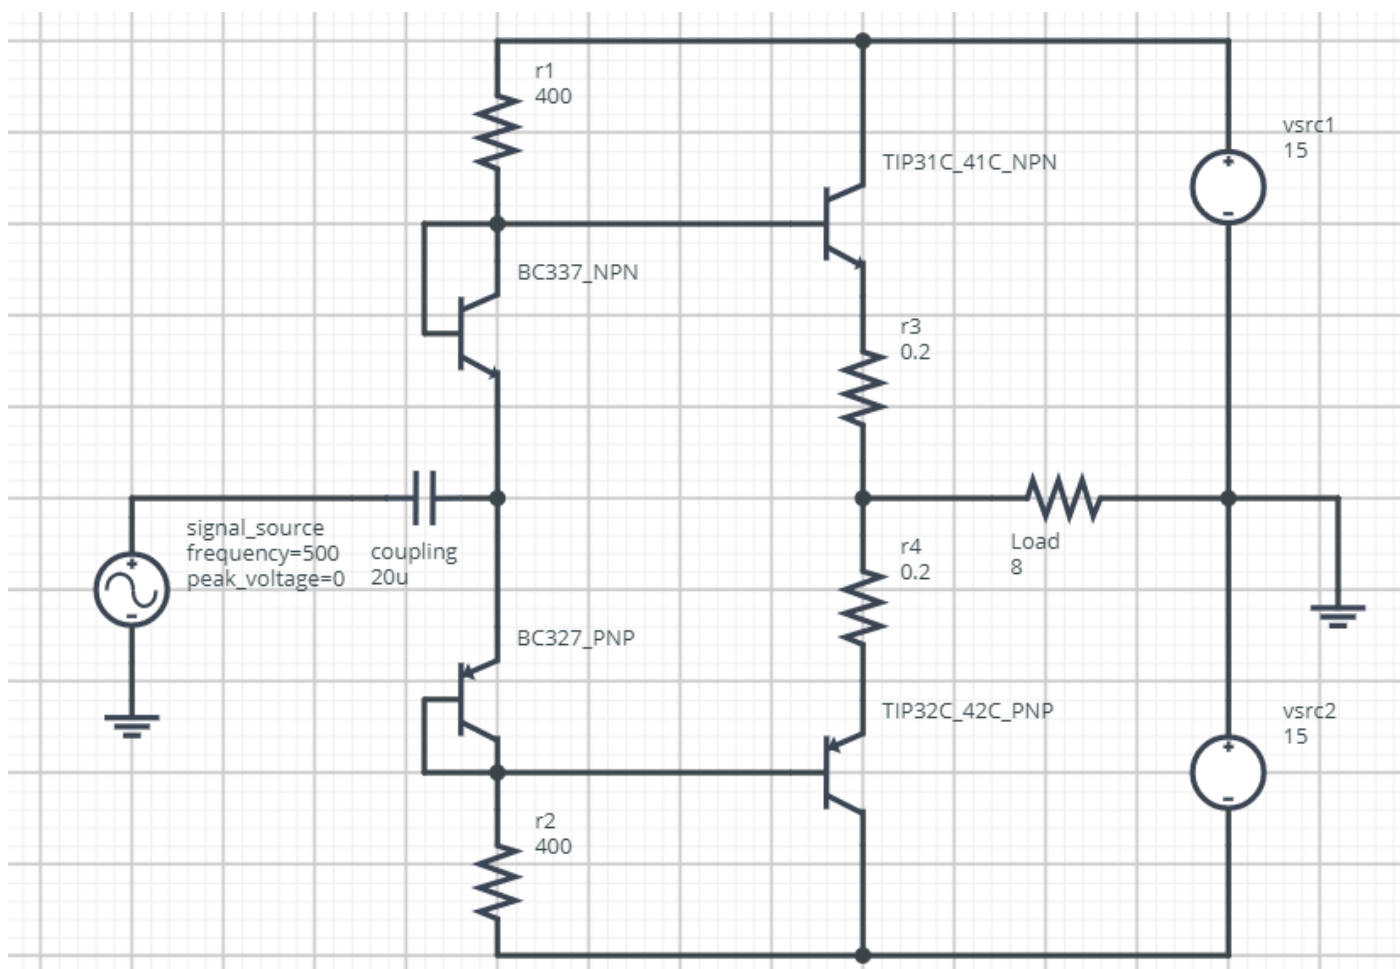 r1
400
vsrc1
15
TIP31C_41C_NPN
BC337_NPN
r3
0.2
signal_source
frequency=500
peak_voltage=0
coupling
20u
Load
8
r4
0.2
BC327_PNP
TIP32C_42C_PNP
vsrc2
15
r2
400